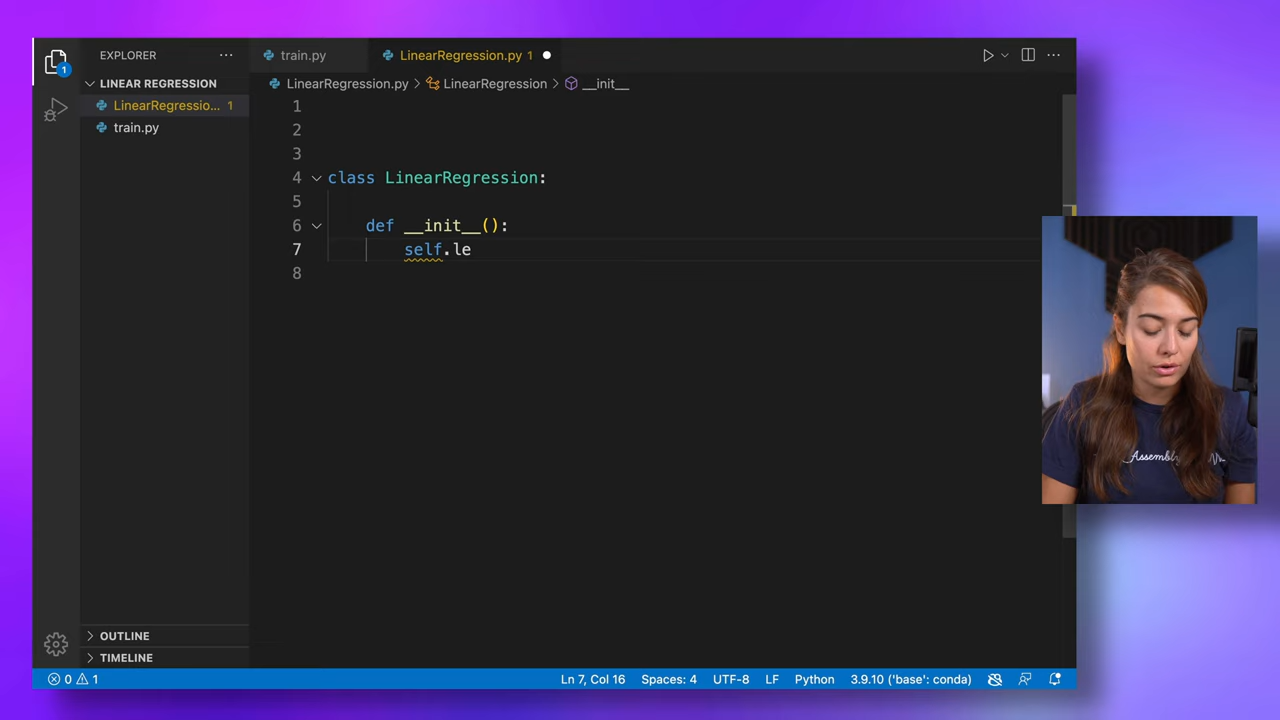 EXPLORER
train.py
LinearRegression.py 1
LINEAR REGRESSION
LinearRegression.py > LinearRegression > __init__
1
LinearRegressio... 1
train.py
1
2
3
4 class LinearRegression:
5
6 def __init__():
7 self.le
8
Assembly
OUTLINE
TIMELINE
0 1
Ln 7, Col 16
Spaces: 4
UTF-8
LF
Python
3.9.10 ('base': conda)